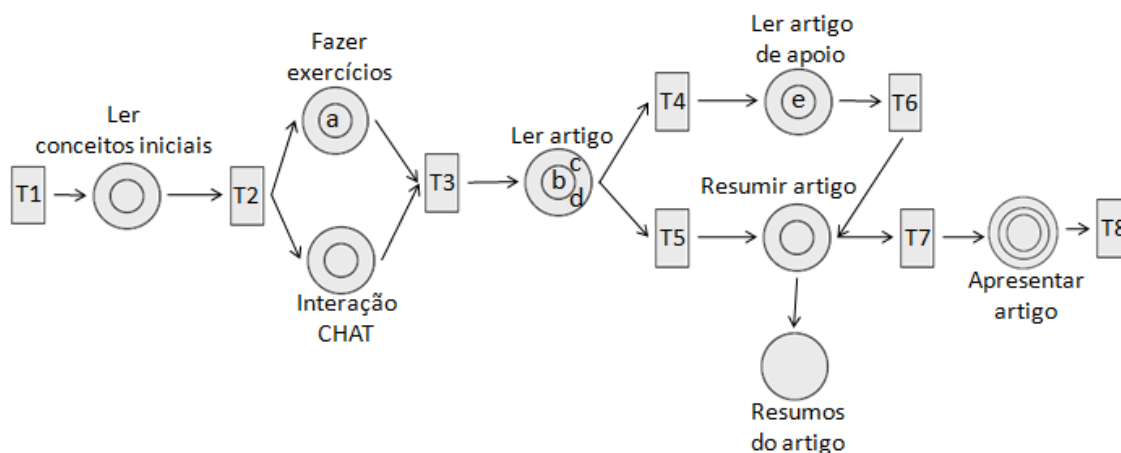 Fazer
exercícios
Ler artigo
de apoio
Ler
conceitos iniciais
a
T4
e
T6
Ler artigo
T1
T2
T3
c
b
d
Resumir artigo
T5
T7
T8
Interação
CHAT
Apresentar
artigo
Resumos
do artigo